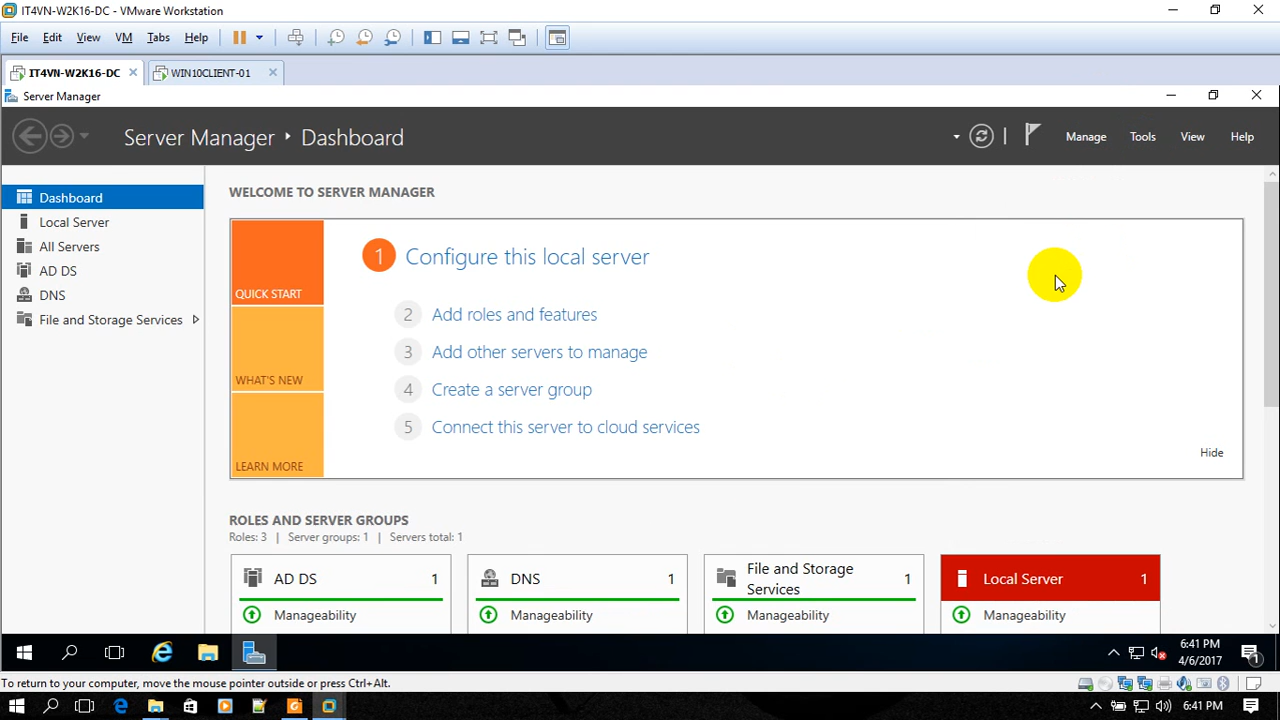 IT4VN-W2K16-DC - VMware Workstation
File Edit View VM Tabs Help
IT4VN-W2K16-DC WIN10CLIENT-01
Server Manager
Server Manager Dashboard
Manage Tools View Help
Dashboard
Local Server
All Servers
AD DS
DNS
File and Storage Services
WELCOME TO SERVER MANAGER
QUICK START
WHAT'S NEW
LEARN MORE
1 Configure this local server
2 Add roles and features
3 Add other servers to manage
4 Create a server group
5 Connect this server to cloud services
Hide
ROLES AND SERVER GROUPS
Roles: 3 | Server groups: 1 | Servers total: 1
AD DS 1
Manageability
DNS 1
Manageability
File and Storage
Services 1
Manageability
Local Server 1
Manageability
6:41 PM
4/6/2017
1
To return to your computer, move the mouse pointer outside or press Ctrl+Alt.
6:41 PM